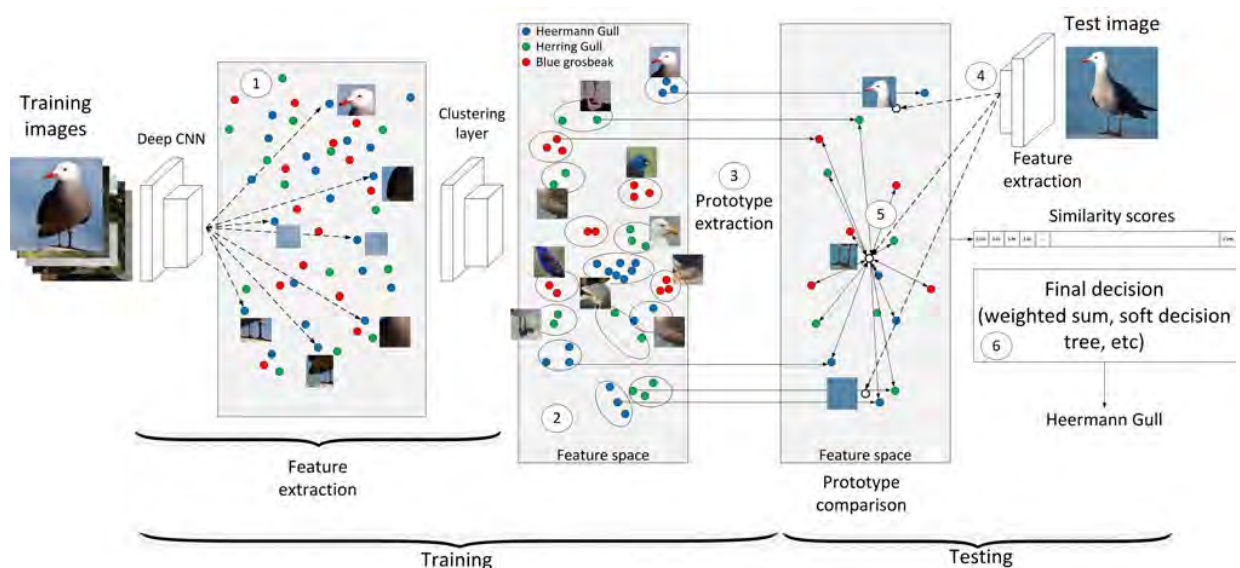 Heermann Gull
Herring Gull
Blue grosbeak
Test image
1
4
Training
images
Deep CNN
Clustering
layer
Feature
extraction
3
Prototype
extraction
5
Similarity scores
...
Final decision
(weighted sum, soft decision
tree, etc)
6
2
Heermann Gull
Feature space
Feature space
Feature
extraction
Prototype
comparison
Training
Testing